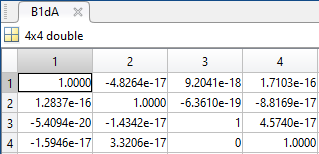 B1dA
4x4 double
1 2 3 4
1 1.0000 -4.8264e-17 9.2041e-18 1.7103e-16
2 1.2837e-16 1.0000 -6.3610e-19 -8.8169e-17
3 -5.4094e-20 -1.4342e-17 1 4.5740e-17
4 -1.5946e-17 3.3206e-17 0 1.0000